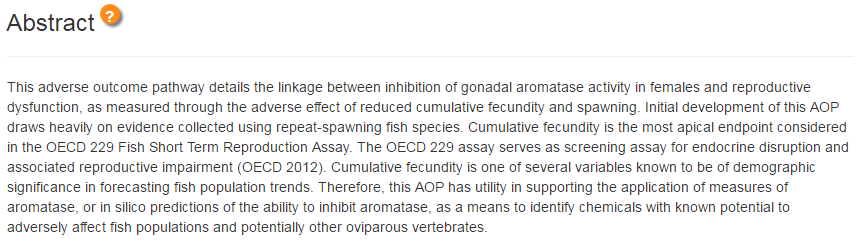 Abstract ?
This adverse outcome pathway details the linkage between inhibition of gonadal aromatase activity in females and reproductive
dysfunction, as measured through the adverse effect of reduced cumulative fecundity and spawning. Initial development of this AOP
draws heavily on evidence collected using repeat-spawning fish species. Cumulative fecundity is the most apical endpoint considered
in the OECD 229 Fish Short Term Reproduction Assay. The OECD 229 assay serves as screening assay for endocrine disruption and
associated reproductive impairment (OECD 2012). Cumulative fecundity is one of several variables known to be of demographic
significance in forecasting fish population trends. Therefore, this AOP has utility in supporting the application of measures of
aromatase, or in silico predictions of the ability to inhibit aromatase, as a means to identify chemicals with known potential to
adversely affect fish populations and potentially other oviparous vertebrates.